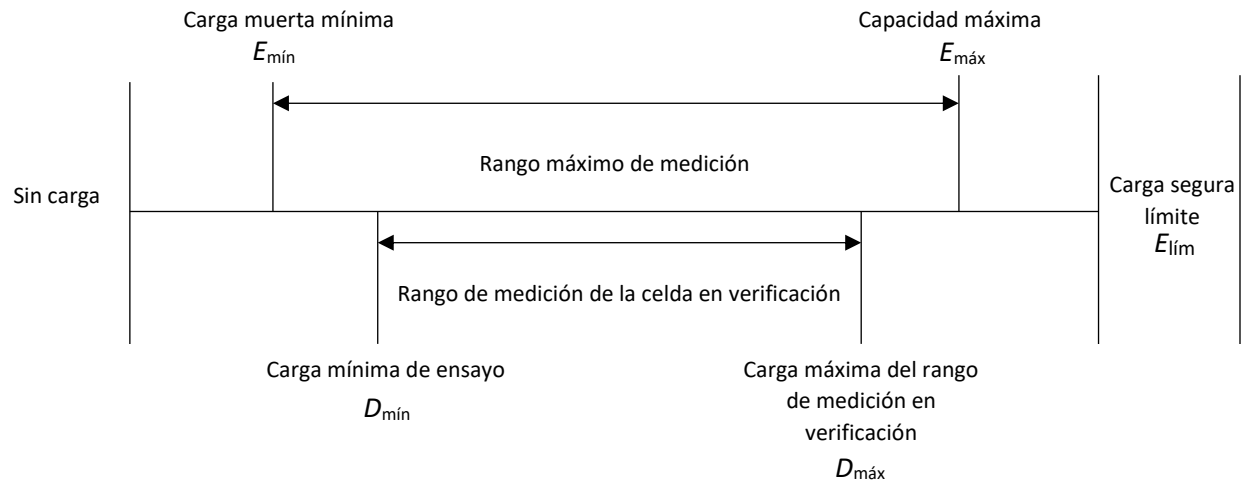 Carga muerta mínima
Emín
Capacidad máxima
Emáx
Rango máximo de medición
Sin carga
Carga segura
límite
Elím
Rango de medición de la celda en verificación
Carga mínima de ensayo
Dmín
Carga máxima del rango
de medición en
verificación
Dmáx